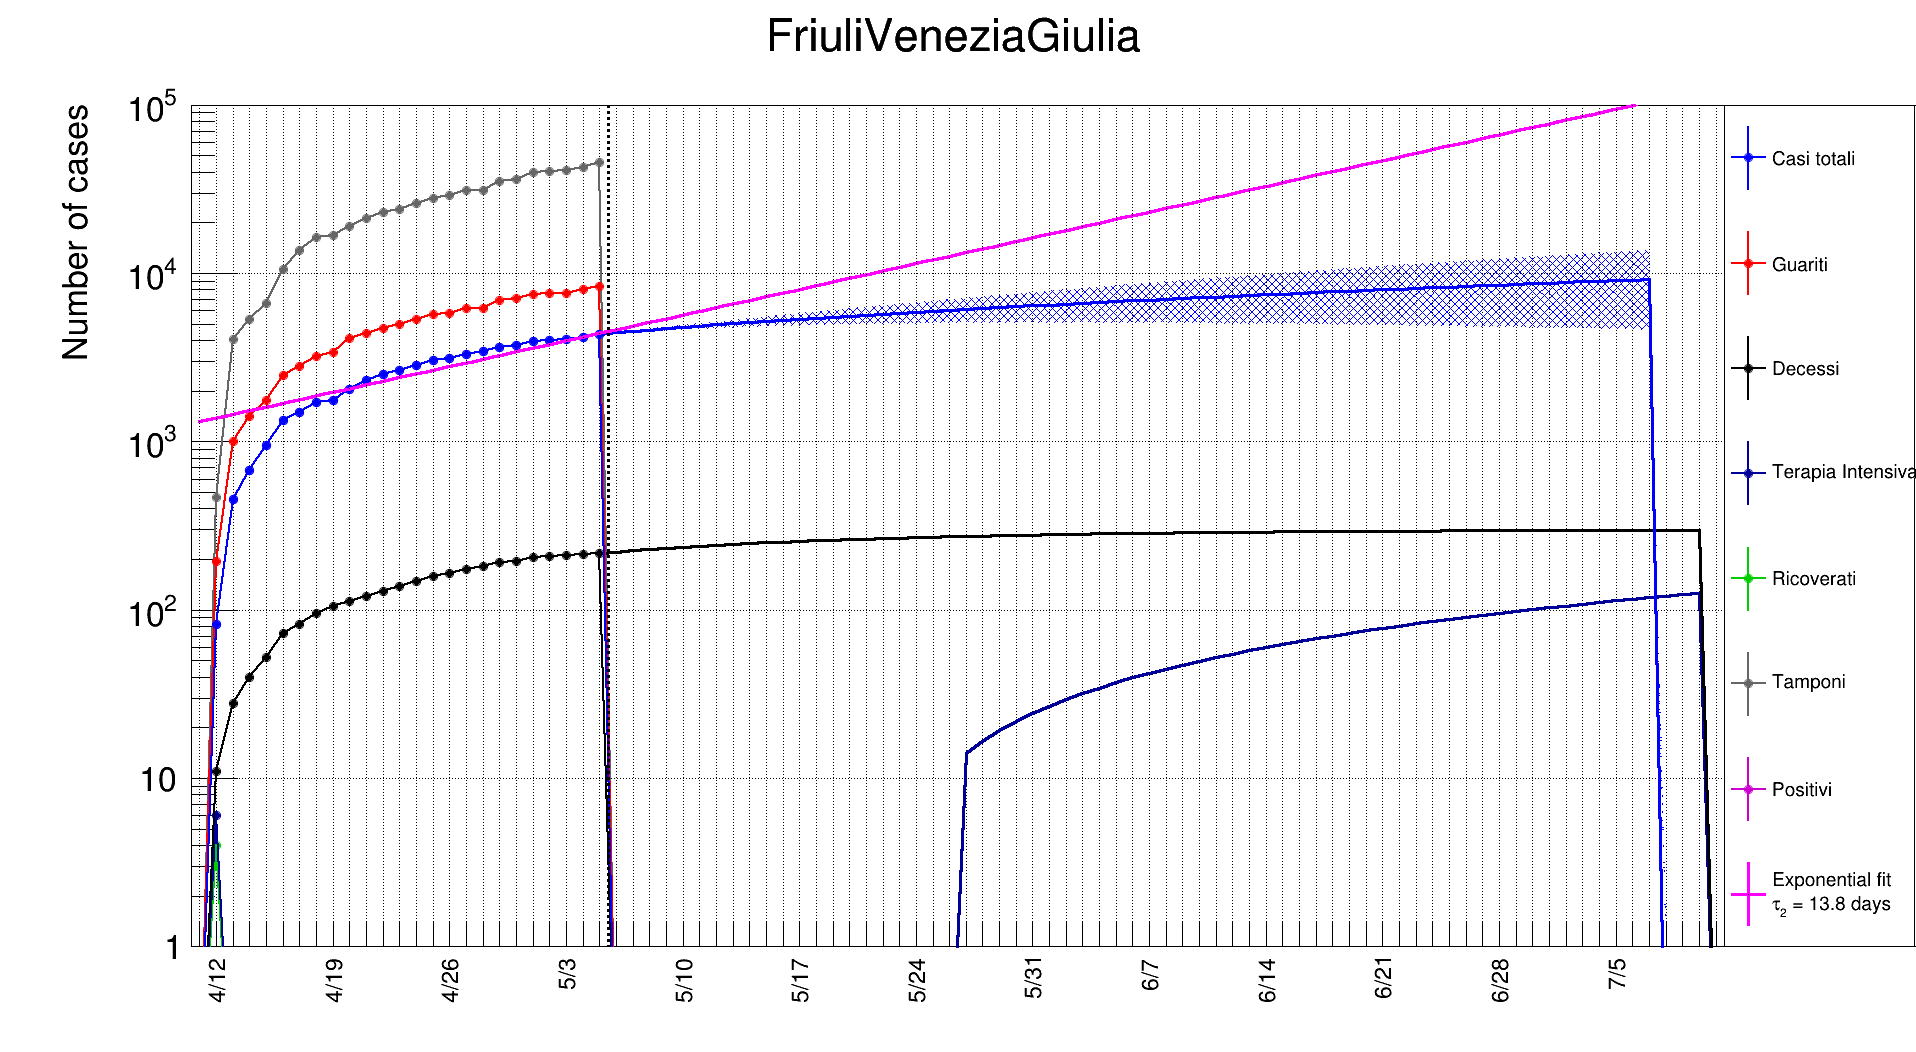 FriuliVeneziaGiulia
Number of cases
10^5
10^4
10^3
10^2
10
1
4/12
4/19
4/26
5/3
5/10
5/17
5/24
5/31
6/7
6/14
6/21
6/28
7/5
Casi totali
Guariti
Decessi
Terapia Intensiva
Ricoverati
Tamponi
Positivi
Exponential fit
τ₂ = 13.8 days